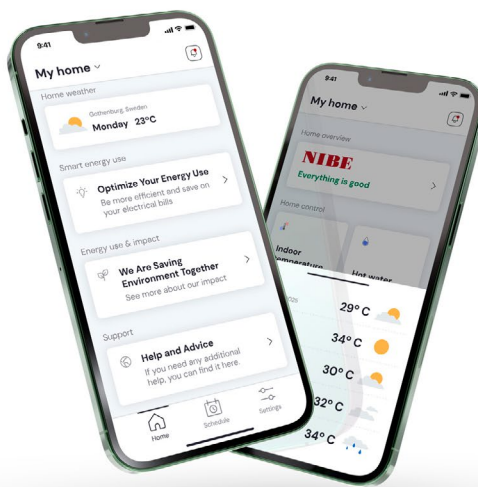 9:41
My home
Home weather
Gothenburg, Sweden
Monday 23°C
Smart energy use
Optimize Your Energy Use
Be more efficient and save on
your electrical bills
Energy use & impact
We Are Saving
Environment Together
See more about our impact
Support
Help and Advice
If you need any additional
help, you can find it here.
Home
Schedule
Settings
9:41
My home
Home overview
NIBE
Everything is good
Home control
Indoor
temperature
Hot water
29° C
34° C
30° C
32° C
34° C